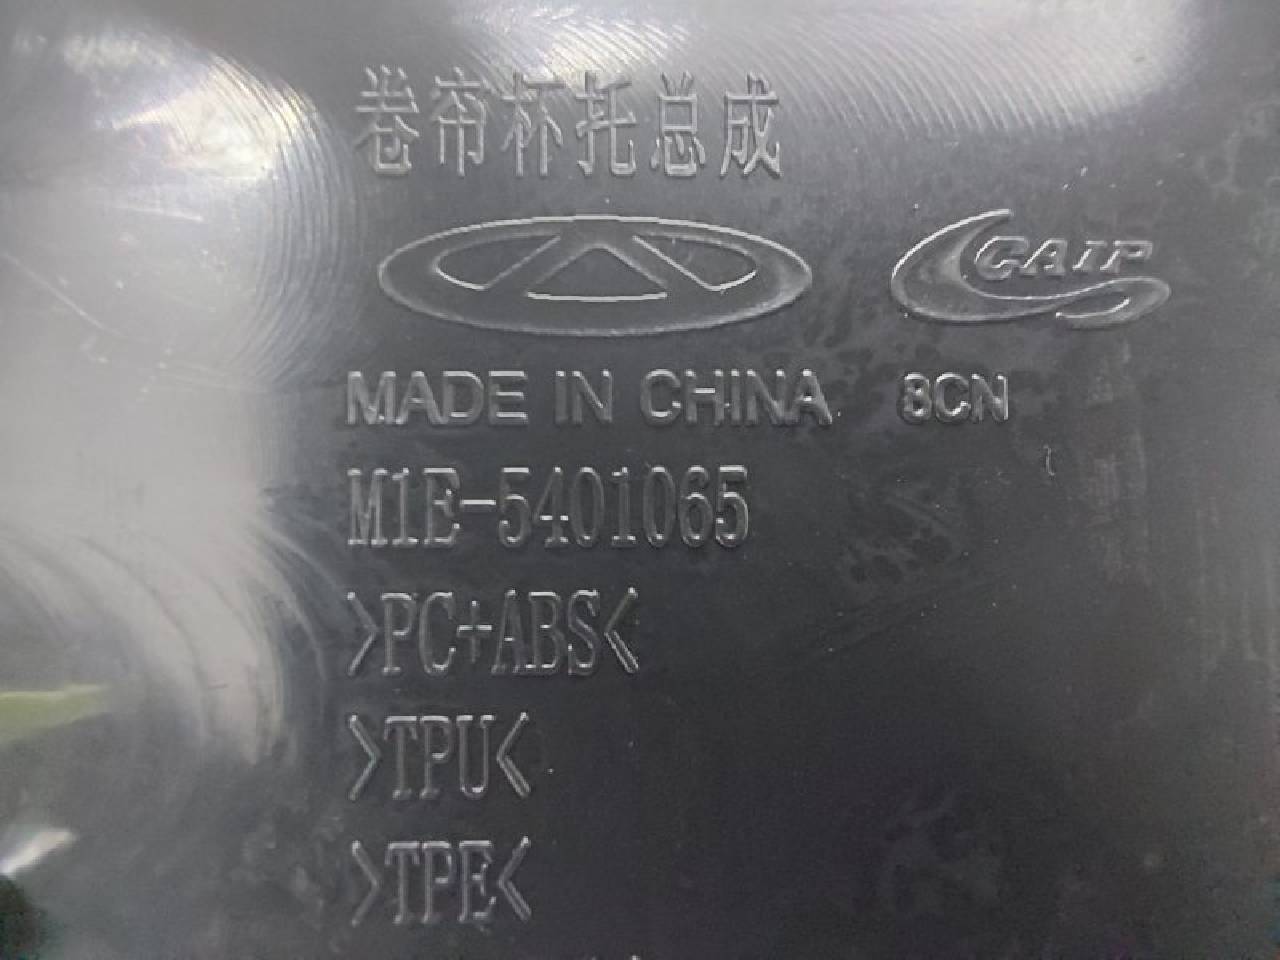 卷帘杯托总成
CAIP
MADE IN CHINA 8CN
M1E-5401065
>PC+ABS<
>TPU<
>TPE<